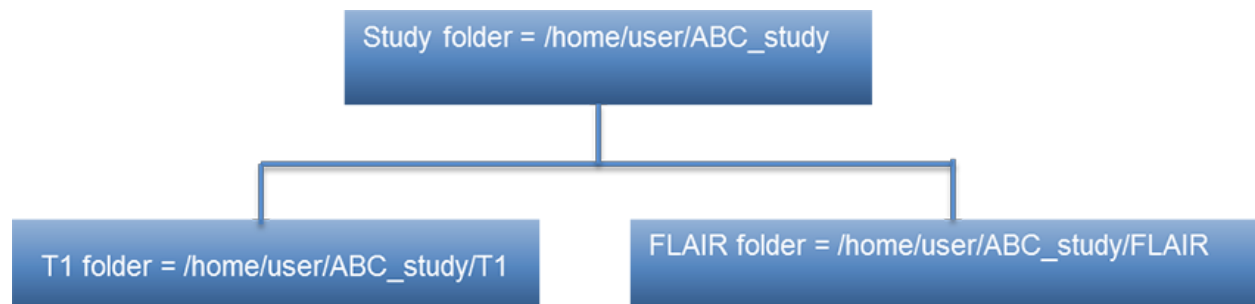 Study folder = /home/user/ABC_study
T1 folder = /home/user/ABC_study/T1
FLAIR folder = /home/user/ABC_study/FLAIR